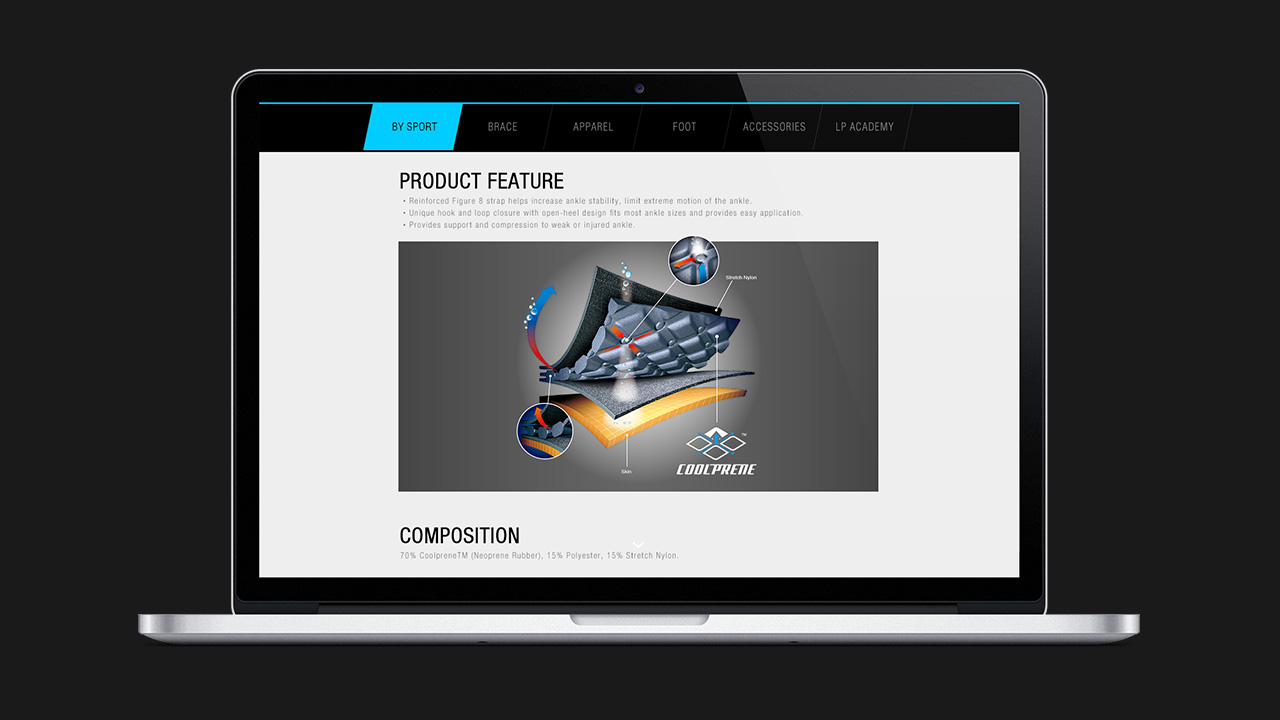 BY SPORT BRACE APPAREL FOOT ACCESSORIES LP ACADEMY
PRODUCT FEATURE
• Reinforced Figure 8 strap helps increase ankle stability, limit extreme motion of the ankle.
• Unique hook and loop closure with open-heel design fits most ankle sizes and provides easy application.
• Provides support and compression to weak or injured ankle.
Stretch Nylon
TM
COOLPRENE
Skin
COMPOSITION
70% CoolpreneTM (Neoprene Rubber), 15% Polyester, 15% Stretch Nylon.